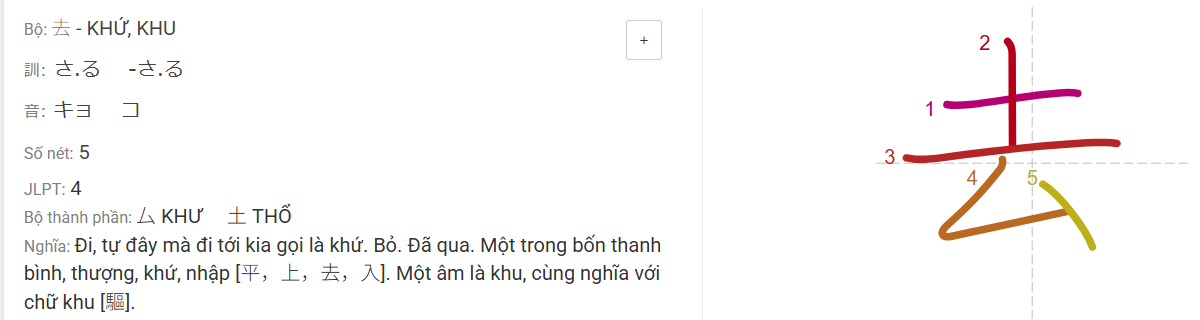 Bộ: 去 - KHỨ, KHU
+
訓: さ.る -さ.る
音: キョ コ
Số nét: 5
JLPT: 4
Bộ thành phần: 厶 KHƯ 土 THỔ
Nghĩa: Đi, tự đây mà đi tới kia gọi là khứ. Bỏ. Đã qua. Một trong bốn thanh
bình, thượng, khứ, nhập [平，上，去，入]. Một âm là khu, cùng nghĩa với
chữ khu [驅].
去
2
1
3
4
5